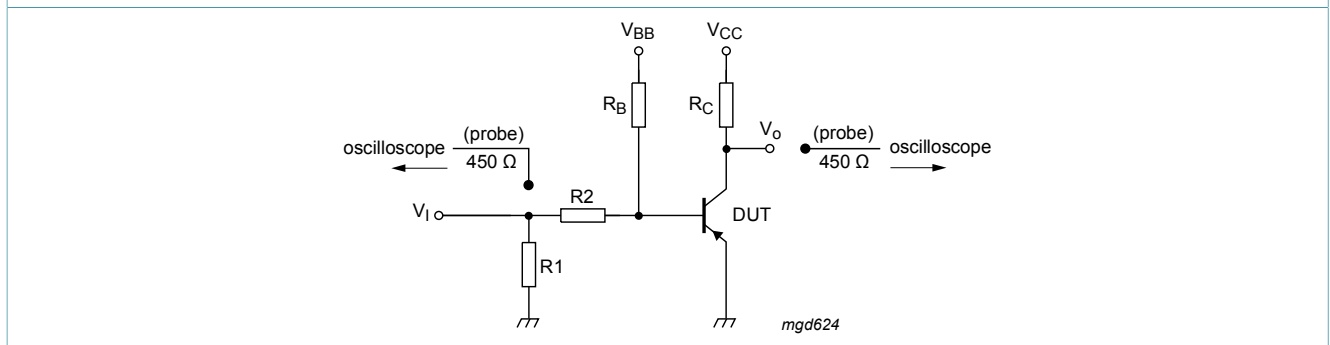 VBB
VCC
RB
RC
Vo
(probe)
450 Ω
oscilloscope
(probe)
450 Ω
oscilloscope
R2
VI
DUT
R1
mgd624